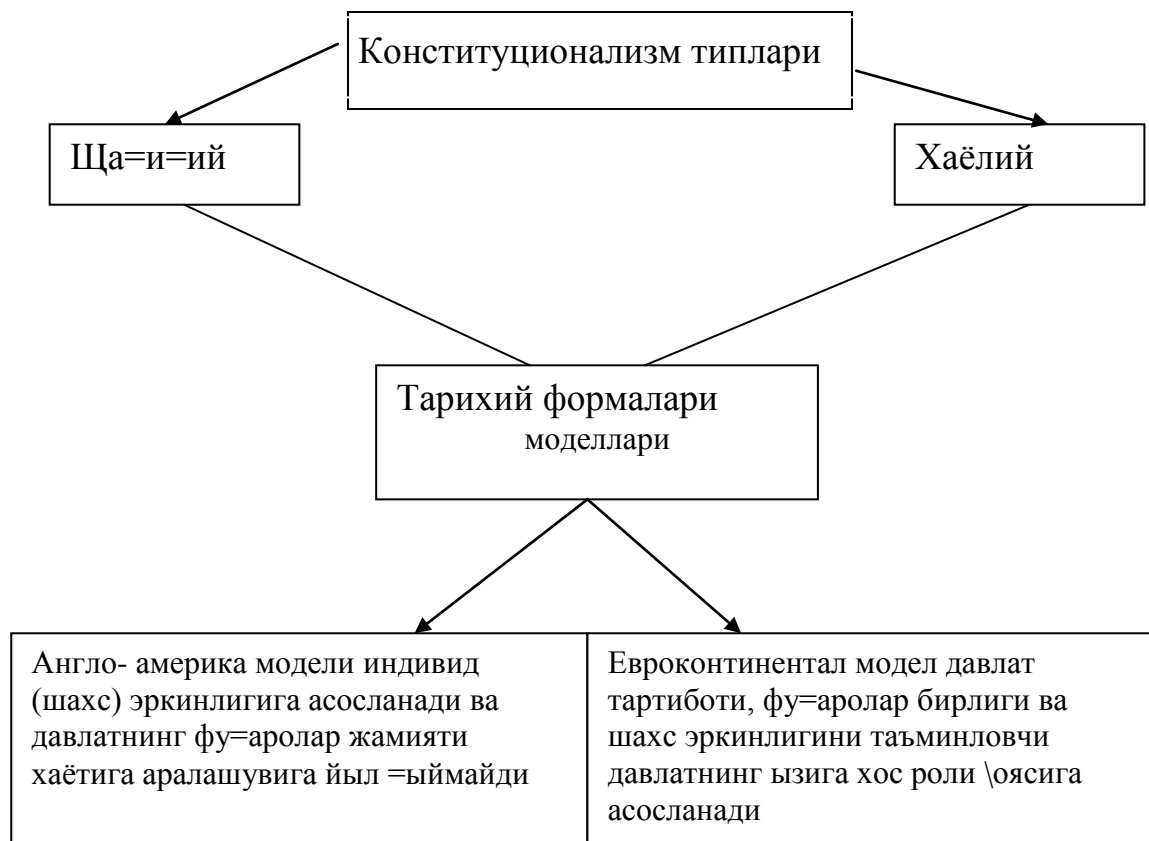 Конституционализм типлари
Ща=и=ий
Хаёлий
Тарихий формалари
моделлари
Англо- америка модели индивид
(шахс) эркинлигига асосланади ва
давлатнинг фу=аролар жамияти
хаётига аралашувига йыл =ыймайди
Евроконтинентал модел давлат
тартиботи, фу=аролар бирлиги ва
шахс эркинлигини таъминловчи
давлатнинг ызига хос роли \оясига
асосланади